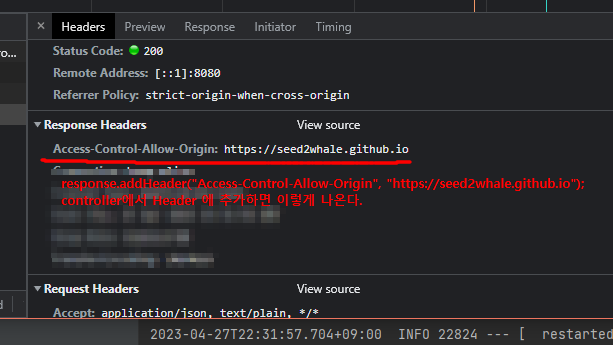 × Headers Preview Response Initiator Timing
ro...
Status Code: 200
Remote Address: [::1]:8080
Referrer Policy: strict-origin-when-cross-origin
▼ Response Headers View source
Access-Control-Allow-Origin: https://seed2whale.github.io
response.addHeader("Access-Control-Allow-Origin", "https://seed2whale.github.io");
controller에서 Header 에 추가하면 이렇게 나온다.
▼ Request Headers View source
d
Accept: application/json, text/plain, */*
2023-04-27T22:31:57.704+09:00 INFO 22824 --- [ restarted